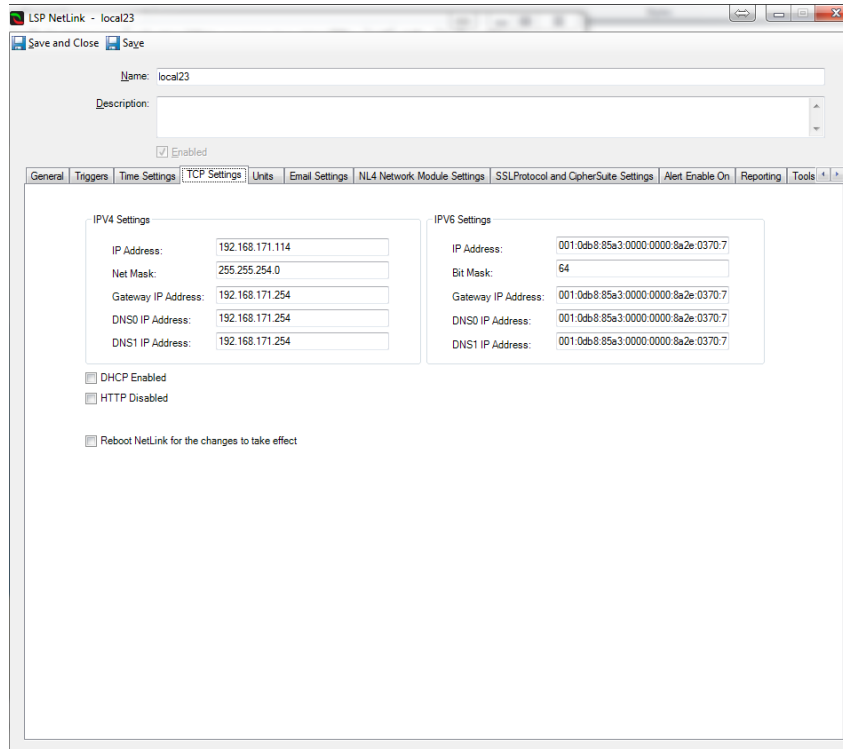 LSP NetLink - local23
Save and Close Save
Name: local23
Description:
Enabled
General Triggers Time Settings TCP Settings Units Email Settings NL4 Network Module Settings SSLProtocol and CipherSuite Settings Alert Enable On Reporting Tools
IPV4 Settings
IP Address: 192.168.171.114
Net Mask: 255.255.254.0
Gateway IP Address: 192.168.171.254
DNS0 IP Address: 192.168.171.254
DNS1 IP Address: 192.168.171.254
IPV6 Settings
IP Address: 001:0db8:85a3:0000:0000:8a2e:0370:7
Bit Mask: 64
Gateway IP Address: 001:0db8:85a3:0000:0000:8a2e:0370:7
DNS0 IP Address: 001:0db8:85a3:0000:0000:8a2e:0370:7
DNS1 IP Address: 001:0db8:85a3:0000:0000:8a2e:0370:7
DHCP Enabled
HTTP Disabled
Reboot NetLink for the changes to take effect